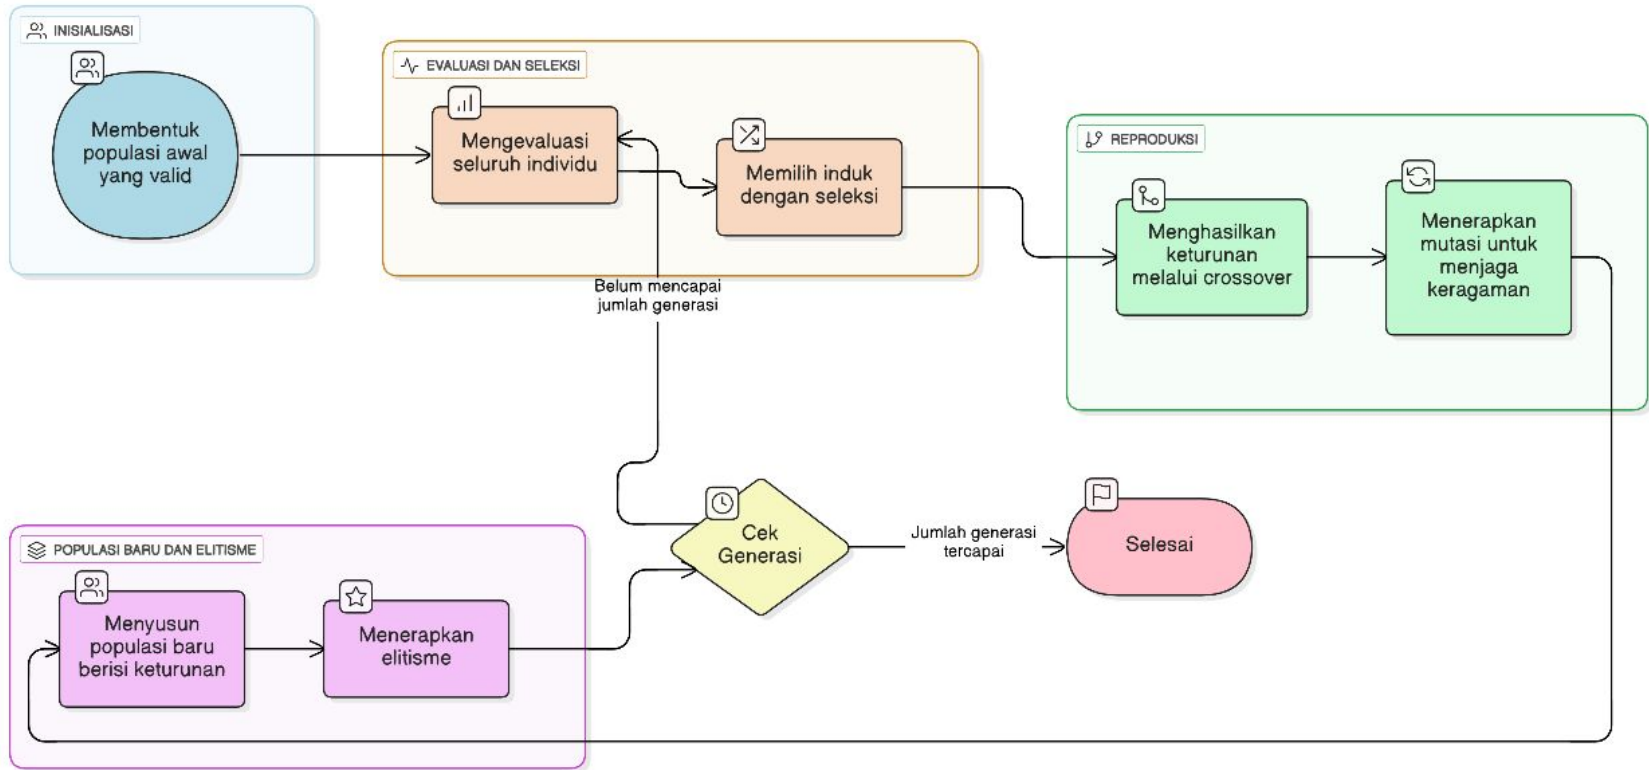 INISIALISASI
Membentuk
populasi awal
yang valid
EVALUASI DAN SELEKSI
Mengevaluasi
seluruh individu
Memilih induk
dengan seleksi
REPRODUKSI
Menghasilkan
keturunan
melalui crossover
Menerapkan
mutasi untuk
menjaga
keragaman
Belum mencapai
jumlah generasi
POPULASI BARU DAN ELITISME
Menyusun
populasi baru
berisi keturunan
Menerapkan
elitisme
Cek
Generasi
Jumlah generasi
tercapai
Selesai